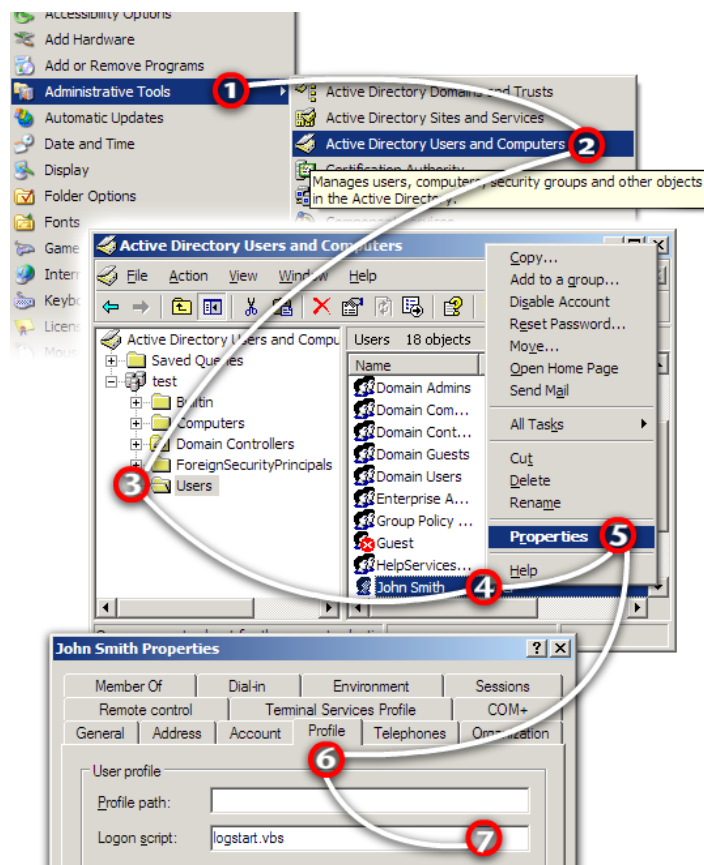 Accessibility Options
Add Hardware
Add or Remove Programs
Administrative Tools 1
Automatic Updates
Date and Time
Display
Folder Options
Fonts
Active Directory Domains and Trusts
Active Directory Sites and Services
Active Directory Users and Computers 2
Certification Authority
Manages users, computers, security groups and other objects
in the Active Directory.
Active Directory Users and Computers
File Action View Window Help
Active Directory Users and Compu
Saved Queries
test
Builtin
Computers
Domain Controllers
ForeignSecurityPrincipals
3 Users
Users 18 objects
Name
Domain Admins
Domain Com...
Domain Cont...
Domain Guests
Domain Users
Enterprise A...
Group Policy ...
Guest
HelpServices...
John Smith 4
Copy...
Add to a group...
Disable Account
Reset Password...
Move...
Open Home Page
Send Mail
All Tasks
Cut
Delete
Rename
Properties 5
Help
John Smith Properties
Member Of Dial-in Environment Sessions
Remote control Terminal Services Profile COM+
General Address Account Profile Telephones Organization
6
User profile
Profile path:
Logon script: logstart.vbs 7